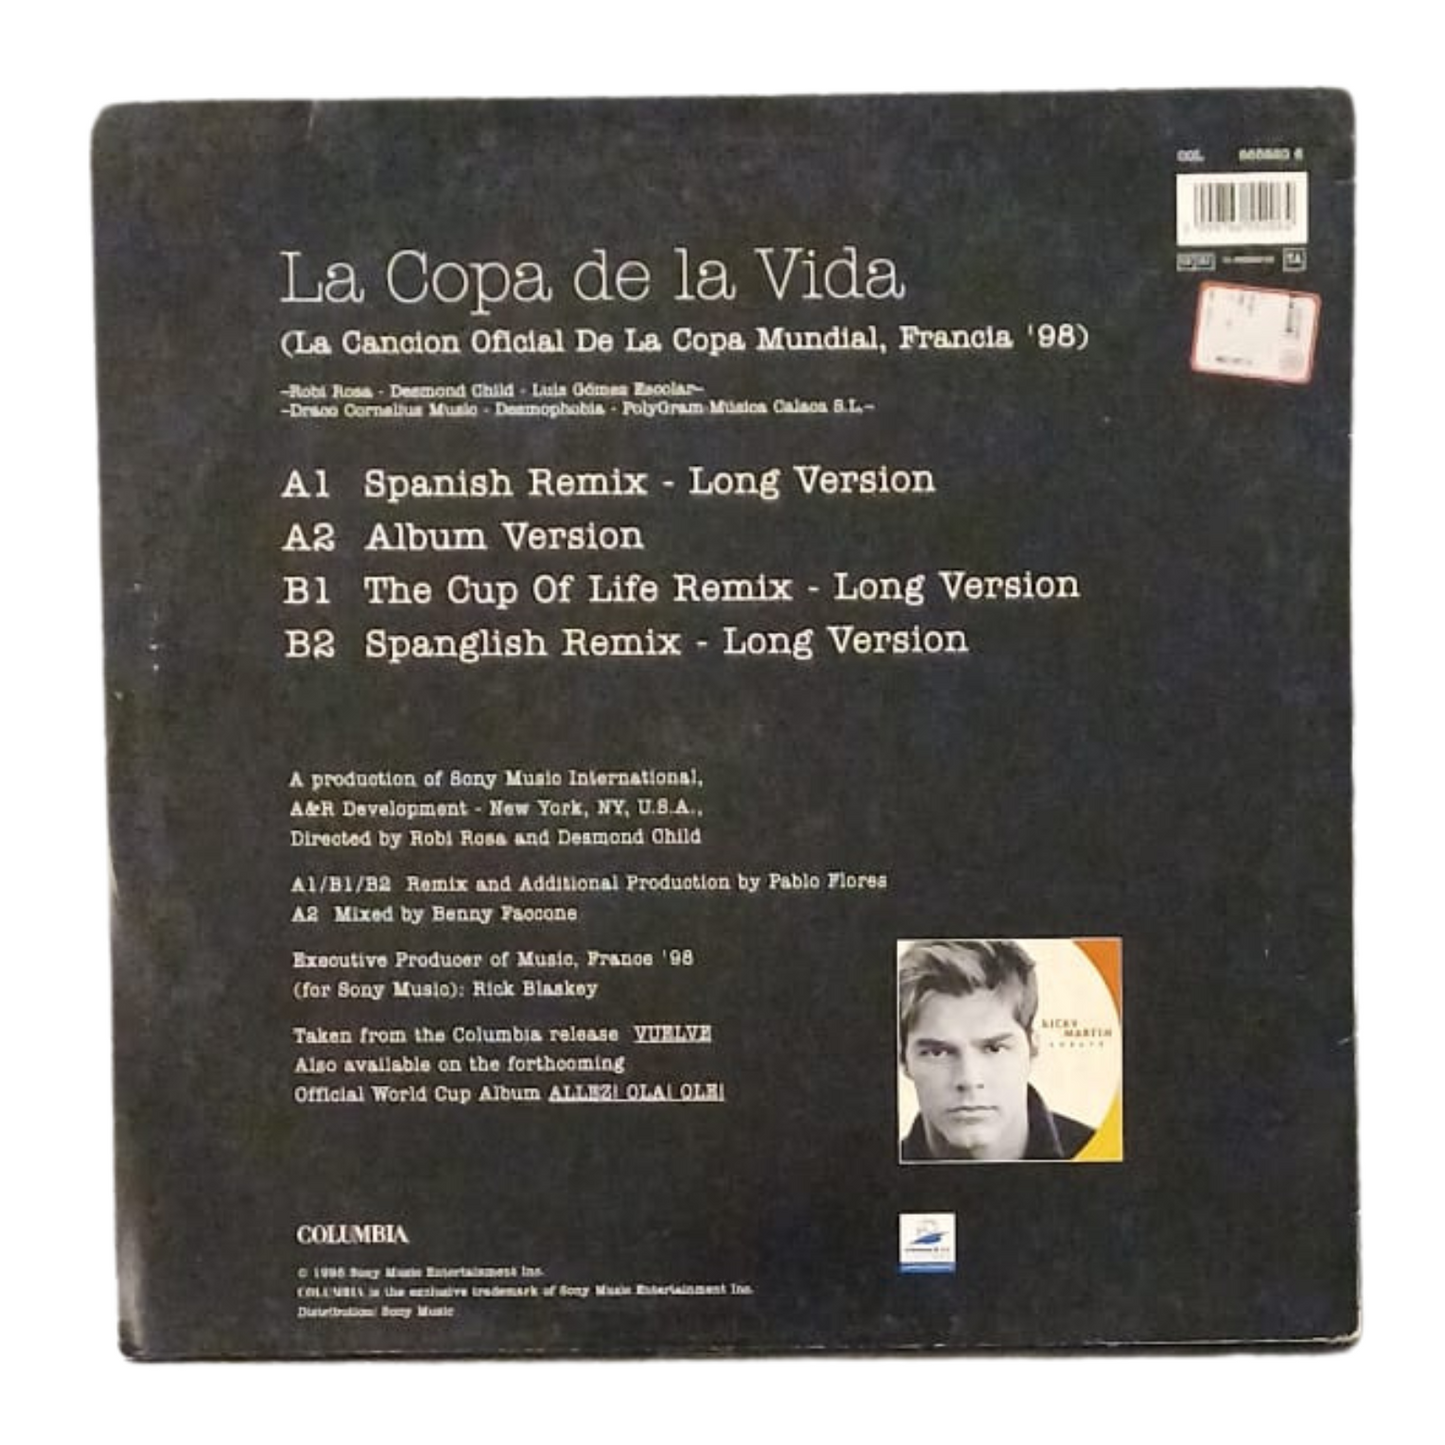 COL
La Copa de la Vida
(La Cancion Oficial De La Copa Mundial, Francia '98)
–Robi Rosa - Desmond Child - Luis Gómez Escolar–
–Draco Cornelius Music - Desmophobia - PolyGram Música Calaca S.L.–
A1 Spanish Remix - Long Version
A2 Album Version
B1 The Cup Of Life Remix - Long Version
B2 Spanglish Remix - Long Version
A production of Sony Music International,
A&R Development - New York, NY, U.S.A.,
Directed by Robi Rosa and Desmond Child
A1/B1/B2 Remix and Additional Production by Pablo Flores
A2 Mixed by Benny Faccone
Executive Producer of Music, France '98
(for Sony Music): Rick Blaskey
Taken from the Columbia release VUELVE
Also available on the forthcoming
Official World Cup Album ALLEZ! OLA! OLE!
RICKY
MARTIN
VUELVE
COLUMBIA
© 1998 Sony Music Entertainment Inc.
COLUMBIA is the exclusive trademark of Sony Music Entertainment Inc.
Distribution: Sony Music